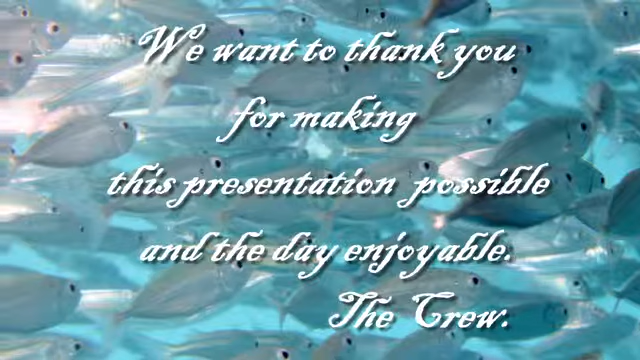 We want to thank you
for making
this presentation possible
and the day enjoyable.
The Crew.